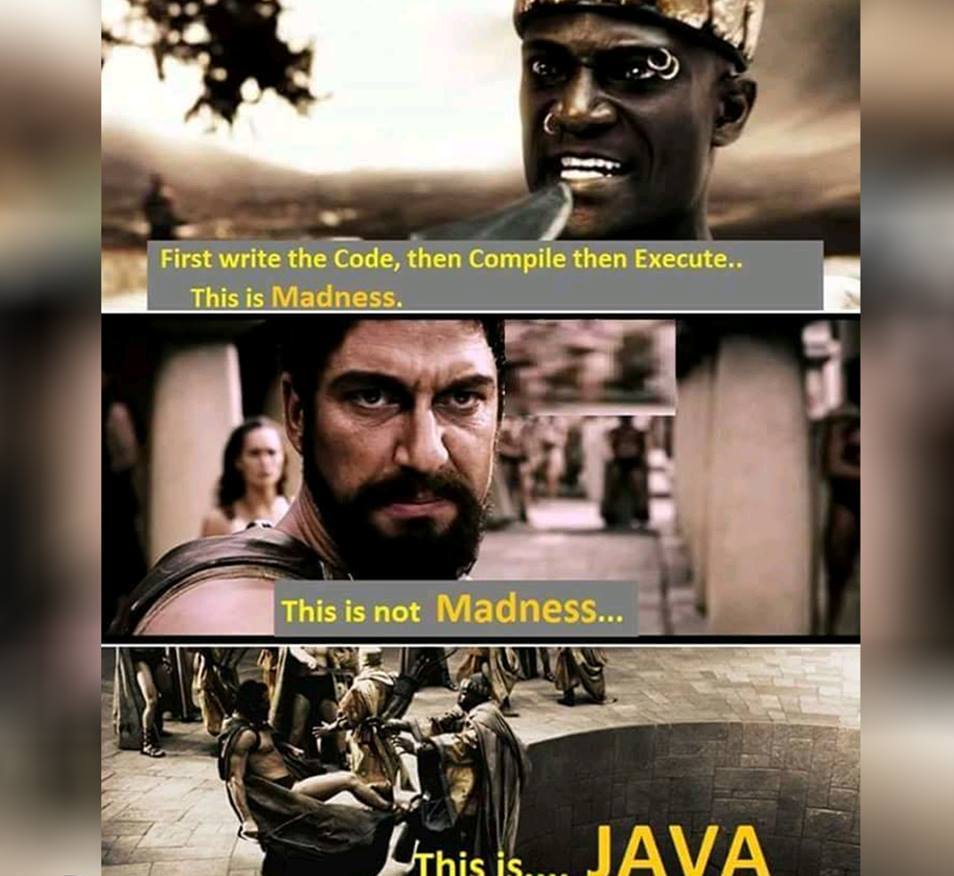 First write the Code, then Compile then Execute..
This is Madness.
This is not Madness...
This is.... JAVA